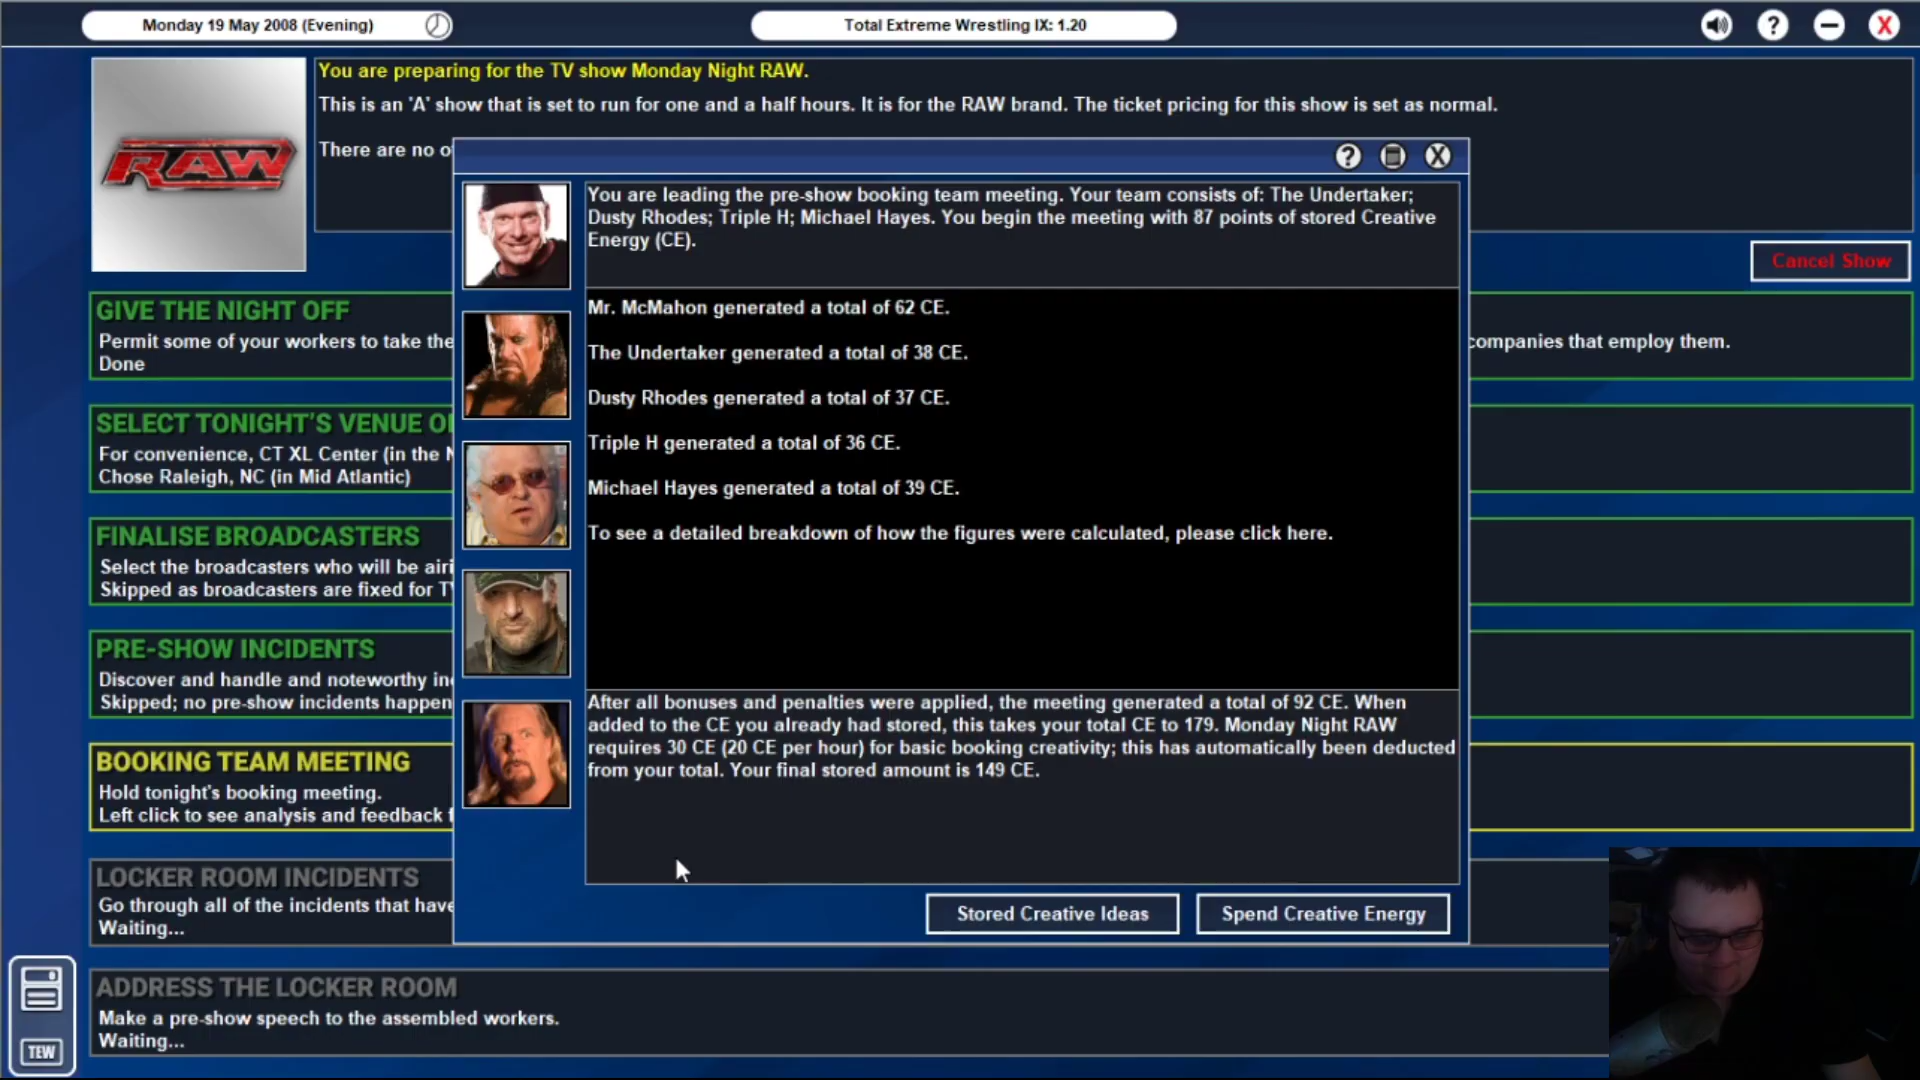 Monday 19 May 2008 (Evening)
Total Extreme Wrestling IX: 1.20
?
X
RAW
You are preparing for the TV show Monday Night RAW.
This is an 'A' show that is set to run for one and a half hours. It is for the RAW brand. The ticket pricing for this show is set as normal.
There are no o
?
X
Cancel Show
You are leading the pre-show booking team meeting. Your team consists of: The Undertaker;
Dusty Rhodes; Triple H; Michael Hayes. You begin the meeting with 87 points of stored Creative
Energy (CE).
Mr. McMahon generated a total of 62 CE.
The Undertaker generated a total of 38 CE.
Dusty Rhodes generated a total of 37 CE.
Triple H generated a total of 36 CE.
Michael Hayes generated a total of 39 CE.
To see a detailed breakdown of how the figures were calculated, please click here.
After all bonuses and penalties were applied, the meeting generated a total of 92 CE. When
added to the CE you already had stored, this takes your total CE to 179. Monday Night RAW
requires 30 CE (20 CE per hour) for basic booking creativity; this has automatically been deducted
from your total. Your final stored amount is 149 CE.
Stored Creative Ideas
Spend Creative Energy
GIVE THE NIGHT OFF
Permit some of your workers to take the
companies that employ them.
Done
SELECT TONIGHT'S VENUE O
For convenience, CT XL Center (in the N
Chose Raleigh, NC (in Mid Atlantic)
FINALISE BROADCASTERS
Select the broadcasters who will be airi
Skipped as broadcasters are fixed for T
PRE-SHOW INCIDENTS
Discover and handle and noteworthy in
Skipped; no pre-show incidents happen
BOOKING TEAM MEETING
Hold tonight's booking meeting.
Left click to see analysis and feedback f
LOCKER ROOM INCIDENTS
Go through all of the incidents that have
Waiting...
ADDRESS THE LOCKER ROOM
Make a pre-show speech to the assembled workers.
Waiting...
TEW